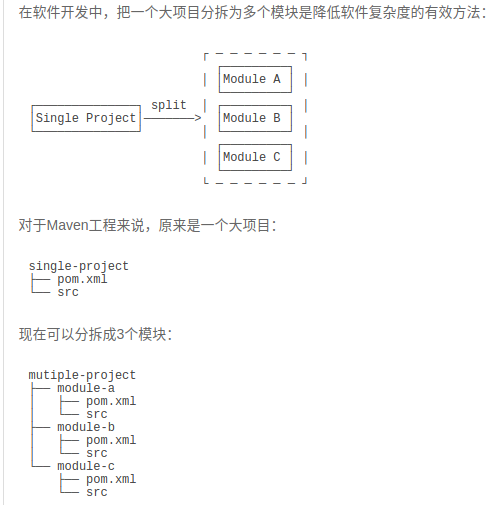 在软件开发中，把一个大项目分拆为多个模块是降低软件复杂度的有效方法：
Module A
Single Project split Module B
Module C
对于Maven工程来说，原来是一个大项目：
single-project
├── pom.xml
└── src
现在可以分拆成3个模块：
mutiple-project
├── module-a
│   ├── pom.xml
│   └── src
├── module-b
│   ├── pom.xml
│   └── src
└── module-c
    ├── pom.xml
    └── src